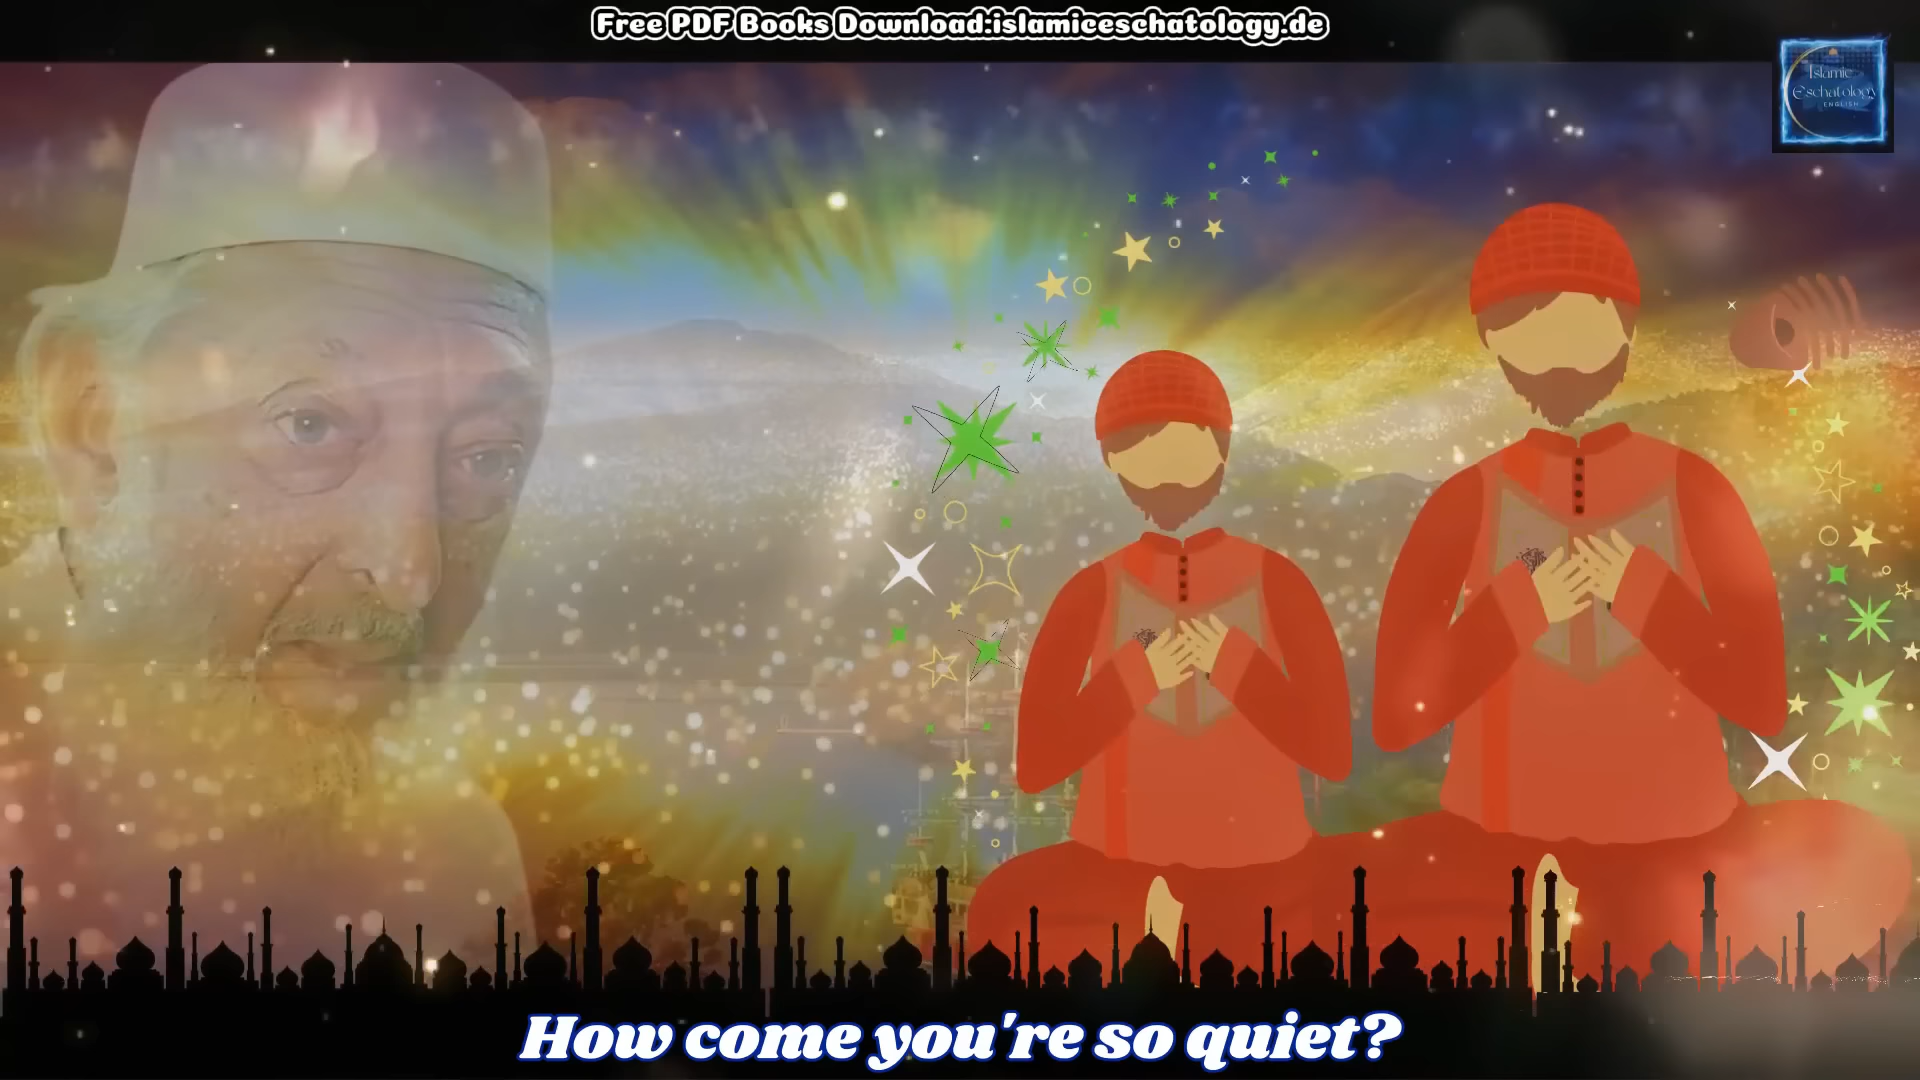 Free PDF Books Download:islamiceschatology.de
Islamic
Eschatology
ENGLISH
How come you're so quiet?